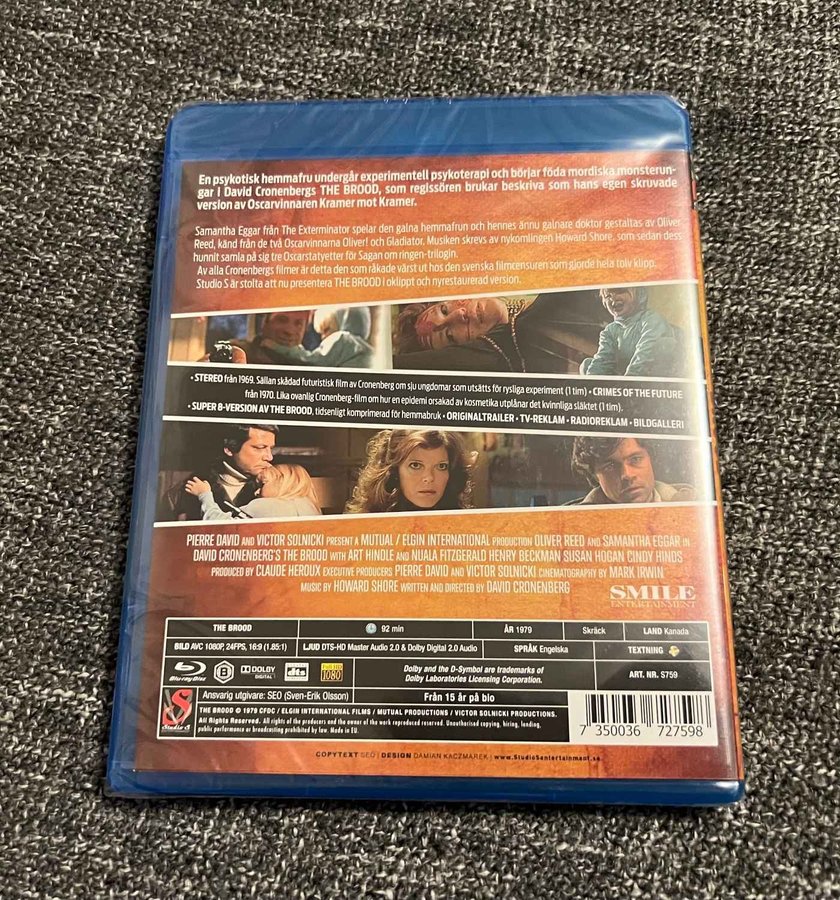 En psykotisk hemmafru undergår experimentell psykoterapi och börjar föda mordiska monsterun-
gar i David Cronenbergs THE BROOD, som regissören brukar beskriva som hans egen skruvade
version av Oscarvinnaren Kramer mot Kramer.
Samantha Eggar från The Exterminator spelar den galna hemmafrun och hennes ännu galnare doktor gestaltas av Oliver
Reed, känd från de två Oscarvinnarna Oliver! och Gladiator. Musiken skrevs av nykomlingen Howard Shore, som sedan dess
hunnit samla på sig tre Oscarstatyetter för Sagan om ringen-trilogin.
Av alla Cronenbergs filmer är detta den som råkade värst ut hos den svenska filmcensuren som gjorde hela tolv klipp.
Studio S är stolta att nu presentera THE BROOD i oklippt och nyrestaurerad version.
• STEREO från 1969. Sällan skådad futuristisk film av Cronenberg om sju ungdomar som utsätts för rysliga experiment (1 tim) • CRIMES OF THE FUTURE
från 1970. Lika ovanlig Cronenberg-film om hur en epidemi orsakad av kosmetika utplånar det kvinnliga släktet (1 tim).
• SUPER 8-VERSION AV THE BROOD, tidsenligt komprimerad för hemmabruk • ORIGINALTRAILER • TV-REKLAM • RADIOREKLAM • BILDGALLERI
PIERRE DAVID AND VICTOR SOLNICKI PRESENT A MUTUAL / ELGIN INTERNATIONAL PRODUCTION OLIVER REED AND SAMANTHA EGGAR IN
DAVID CRONENBERG'S THE BROOD WITH ART HINDLE AND NUALA FITZGERALD HENRY BECKMAN SUSAN HOGAN CINDY HINDS
PRODUCED BY CLAUDE HEROUX EXECUTIVE PRODUCERS PIERRE DAVID AND VICTOR SOLNICKI CINEMATOGRAPHY BY MARK IRWIN
MUSIC BY HOWARD SHORE WRITTEN AND DIRECTED BY DAVID CRONENBERG
SMILE
ENTERTAINMENT
THE BROOD 92 min ÅR 1979 Skräck LAND Kanada
BILD AVC 1080P, 24FPS, 16:9 (1.85:1) LJUD DTS-HD Master Audio 2.0 & Dolby Digital 2.0 Audio SPRÅK Engelska TEXTNING
Blu-ray Disc B DOLBY DIGITAL dts Full HD 1080 Dolby and the D-Symbol are trademarks of
Dolby Laboratories Licensing Corporation. ART. NR. S759
Studio S Ansvarig utgivare: SEO (Sven-Erik Olsson) Från 15 år på bio
THE BROOD © 1979 CFDC / ELGIN INTERNATIONAL FILMS / MUTUAL PRODUCTIONS / VICTOR SOLNICKI PRODUCTIONS.
All Rights Reserved. All rights of the producers and the owner of the work reproduced reserved. Unauthorised copying, hiring, lending,
public performance or broadcasting prohibited by law. Made in EU.
7 350036 727598
COPYTEXT SEO | DESIGN DAMIAN KACZMAREK | www.StudioSentertainment.se